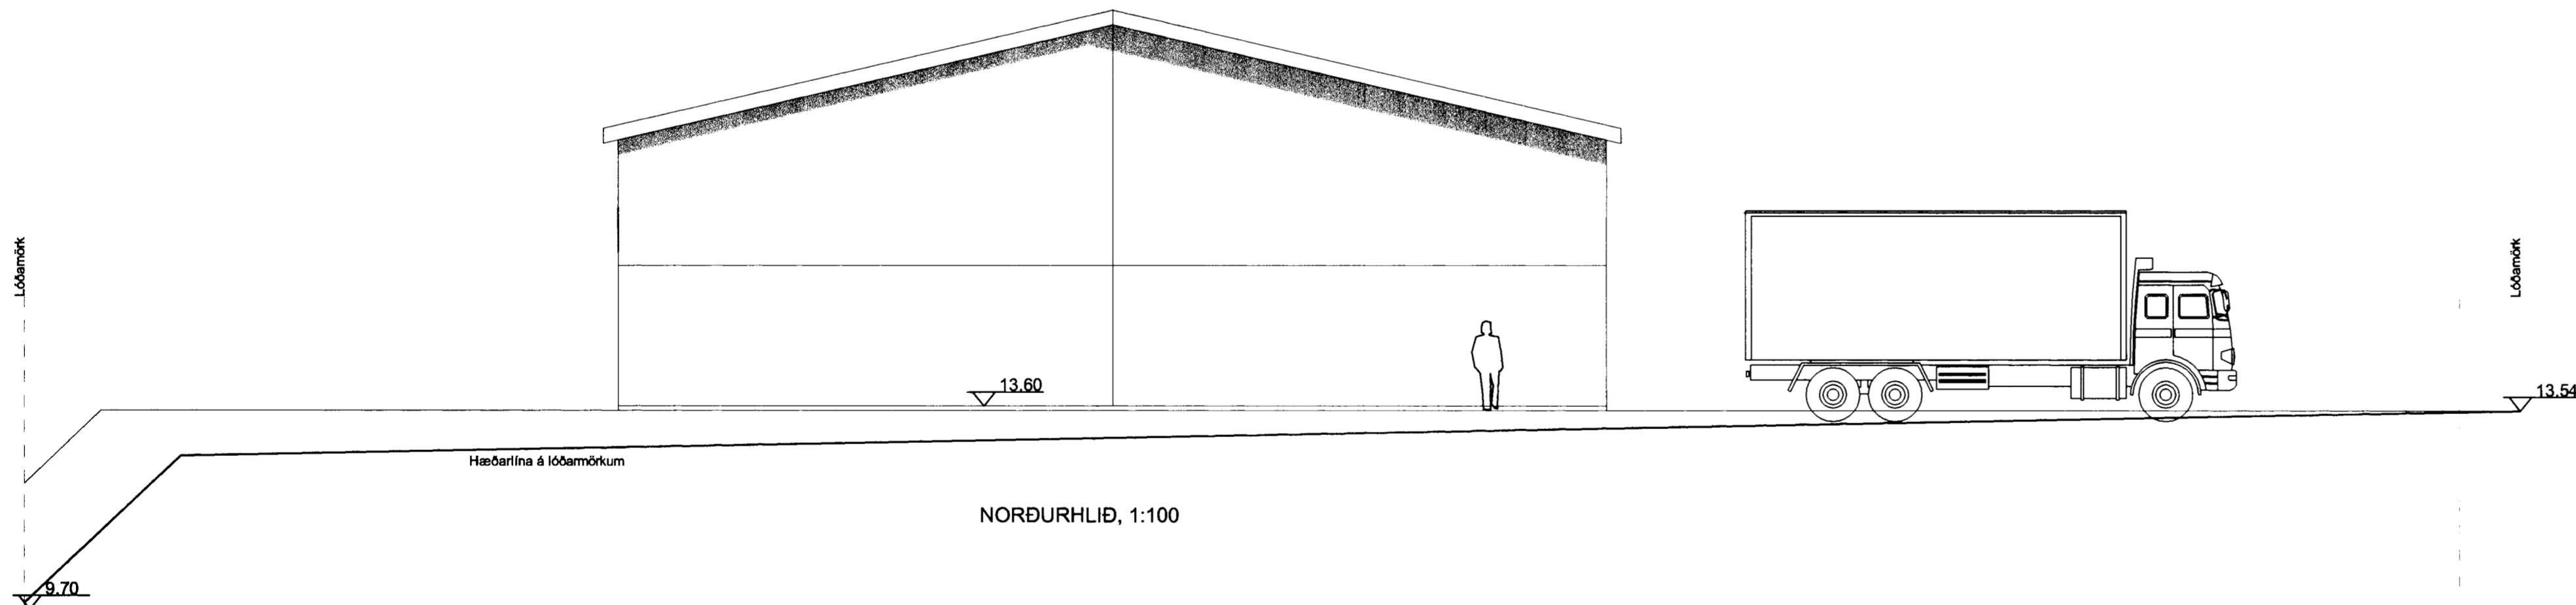 Lóðamörk
Lóðamörk
13.60
13.54
Hæðarlína á lóðarmörkum
NORÐURHLIÐ, 1:100
9.70